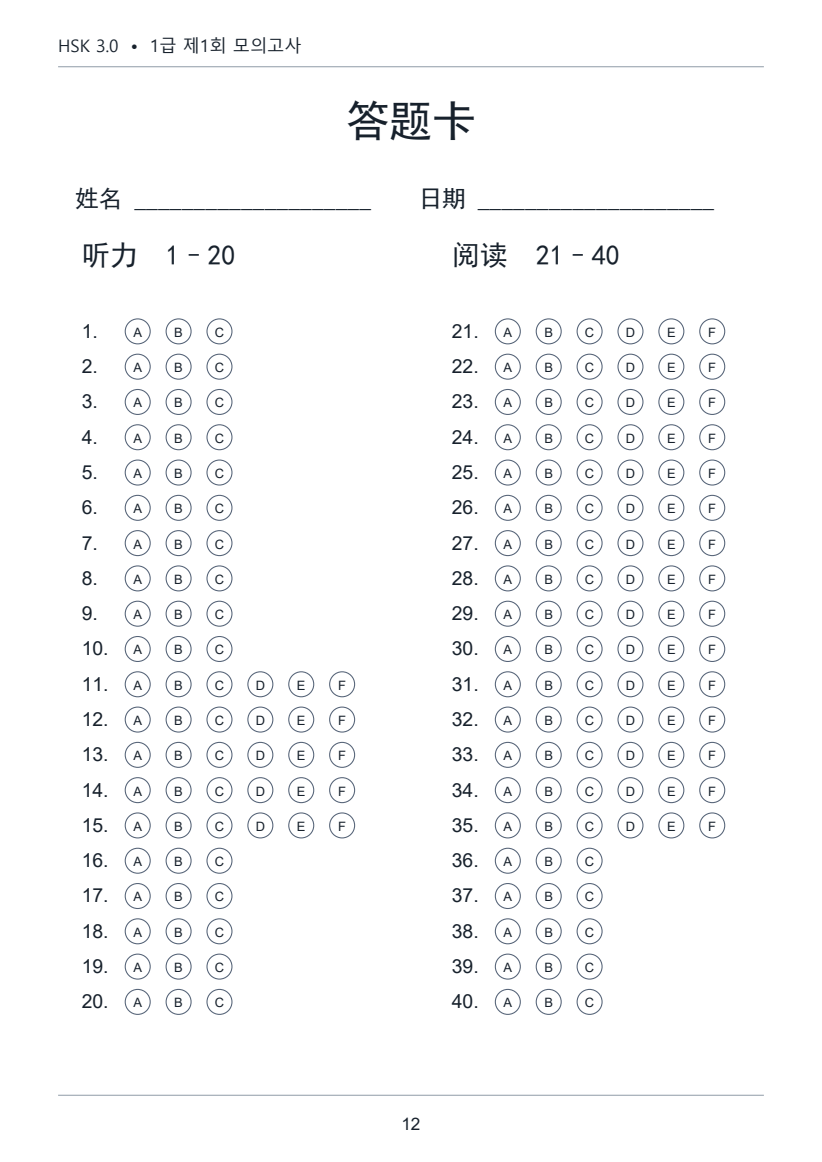 HSK 3.0 • 1급 제1회 모의고사
答题卡
姓名 ____________________ 日期 ____________________
听力 1 – 20
1. A B C
2. A B C
3. A B C
4. A B C
5. A B C
6. A B C
7. A B C
8. A B C
9. A B C
10. A B C
11. A B C D E F
12. A B C D E F
13. A B C D E F
14. A B C D E F
15. A B C D E F
16. A B C
17. A B C
18. A B C
19. A B C
20. A B C
阅读 21 – 40
21. A B C D E F
22. A B C D E F
23. A B C D E F
24. A B C D E F
25. A B C D E F
26. A B C D E F
27. A B C D E F
28. A B C D E F
29. A B C D E F
30. A B C D E F
31. A B C D E F
32. A B C D E F
33. A B C D E F
34. A B C D E F
35. A B C D E F
36. A B C
37. A B C
38. A B C
39. A B C
40. A B C
12